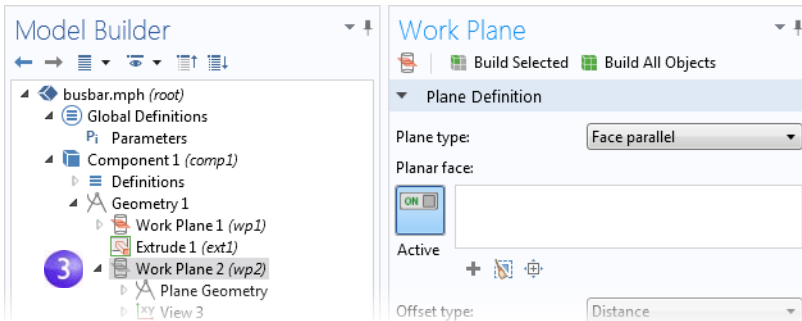 Model Builder
busbar.mph (root)
Global Definitions
Pi Parameters
Component 1 (comp1)
Definitions
Geometry 1
Work Plane 1 (wp1)
Extrude 1 (ext1)
3
Work Plane 2 (wp2)
Plane Geometry
xy View 3
Work Plane
Build Selected Build All Objects
Plane Definition
Plane type: Face parallel
Planar face:
ON
Active
Offset type: Distance